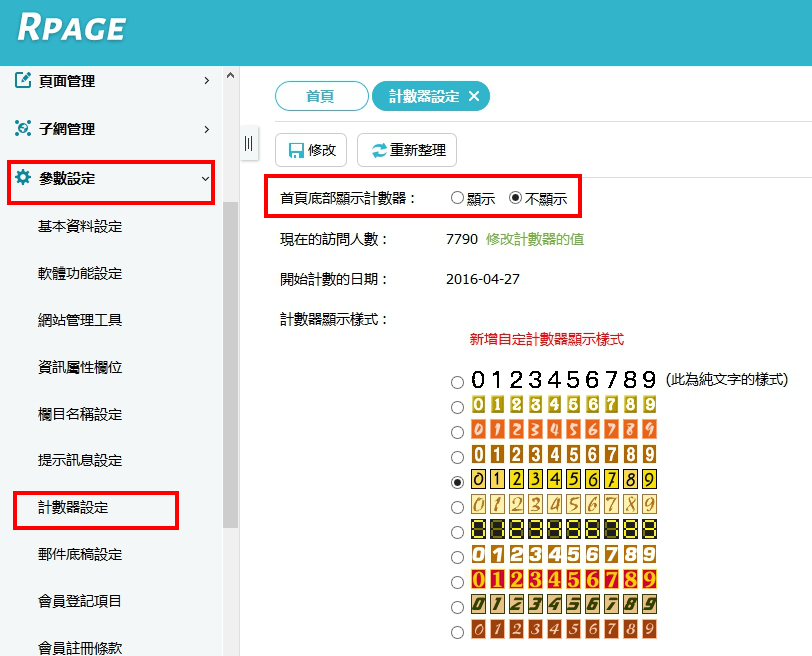 RPAGE
頁面管理
子網管理
參數設定
基本資料設定
軟體功能設定
網站管理工具
資訊屬性欄位
欄目名稱設定
提示訊息設定
計數器設定
郵件底稿設定
會員登記項目
會員註冊條款
首頁
計數器設定 ✕
修改
重新整理
首頁底部顯示計數器： 顯示 不顯示
現在的訪問人數： 7790 修改計數器的值
開始計數的日期： 2016-04-27
計數器顯示樣式：
新增自定計數器顯示樣式
0123456789 (此為純文字的樣式)
0123456789
0123456789
0123456789
0123456789
0123456789
0123456789
0123456789
0123456789
0123456789
0123456789